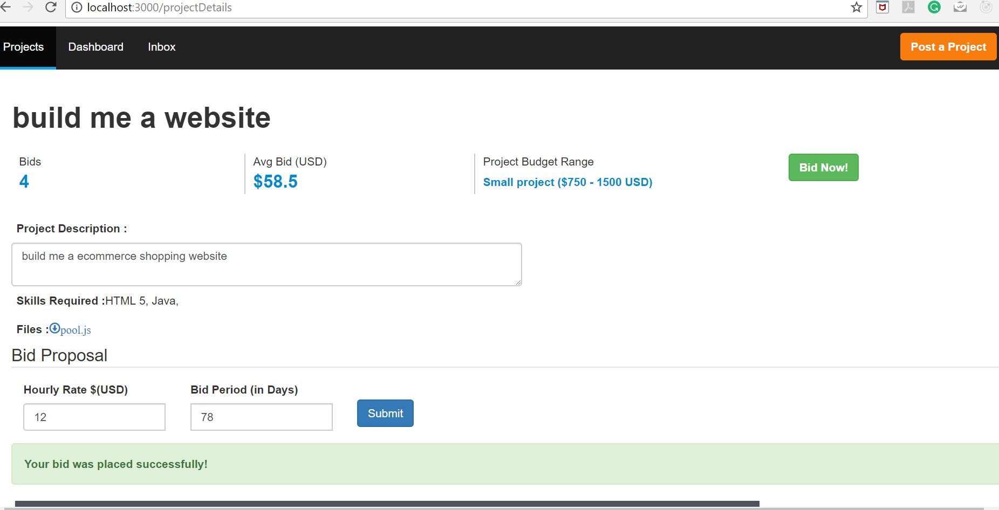 localhost:3000/projectDetails
Projects Dashboard Inbox Post a Project
build me a website
Bids Avg Bid (USD) Project Budget Range Bid Now!
4 $58.5 Small project ($750 - 1500 USD)
Project Description :
build me a ecommerce shopping website
Skills Required :HTML 5, Java,
Files :pool.js
Bid Proposal
Hourly Rate $(USD) Bid Period (in Days)
12 78 Submit
Your bid was placed successfully!